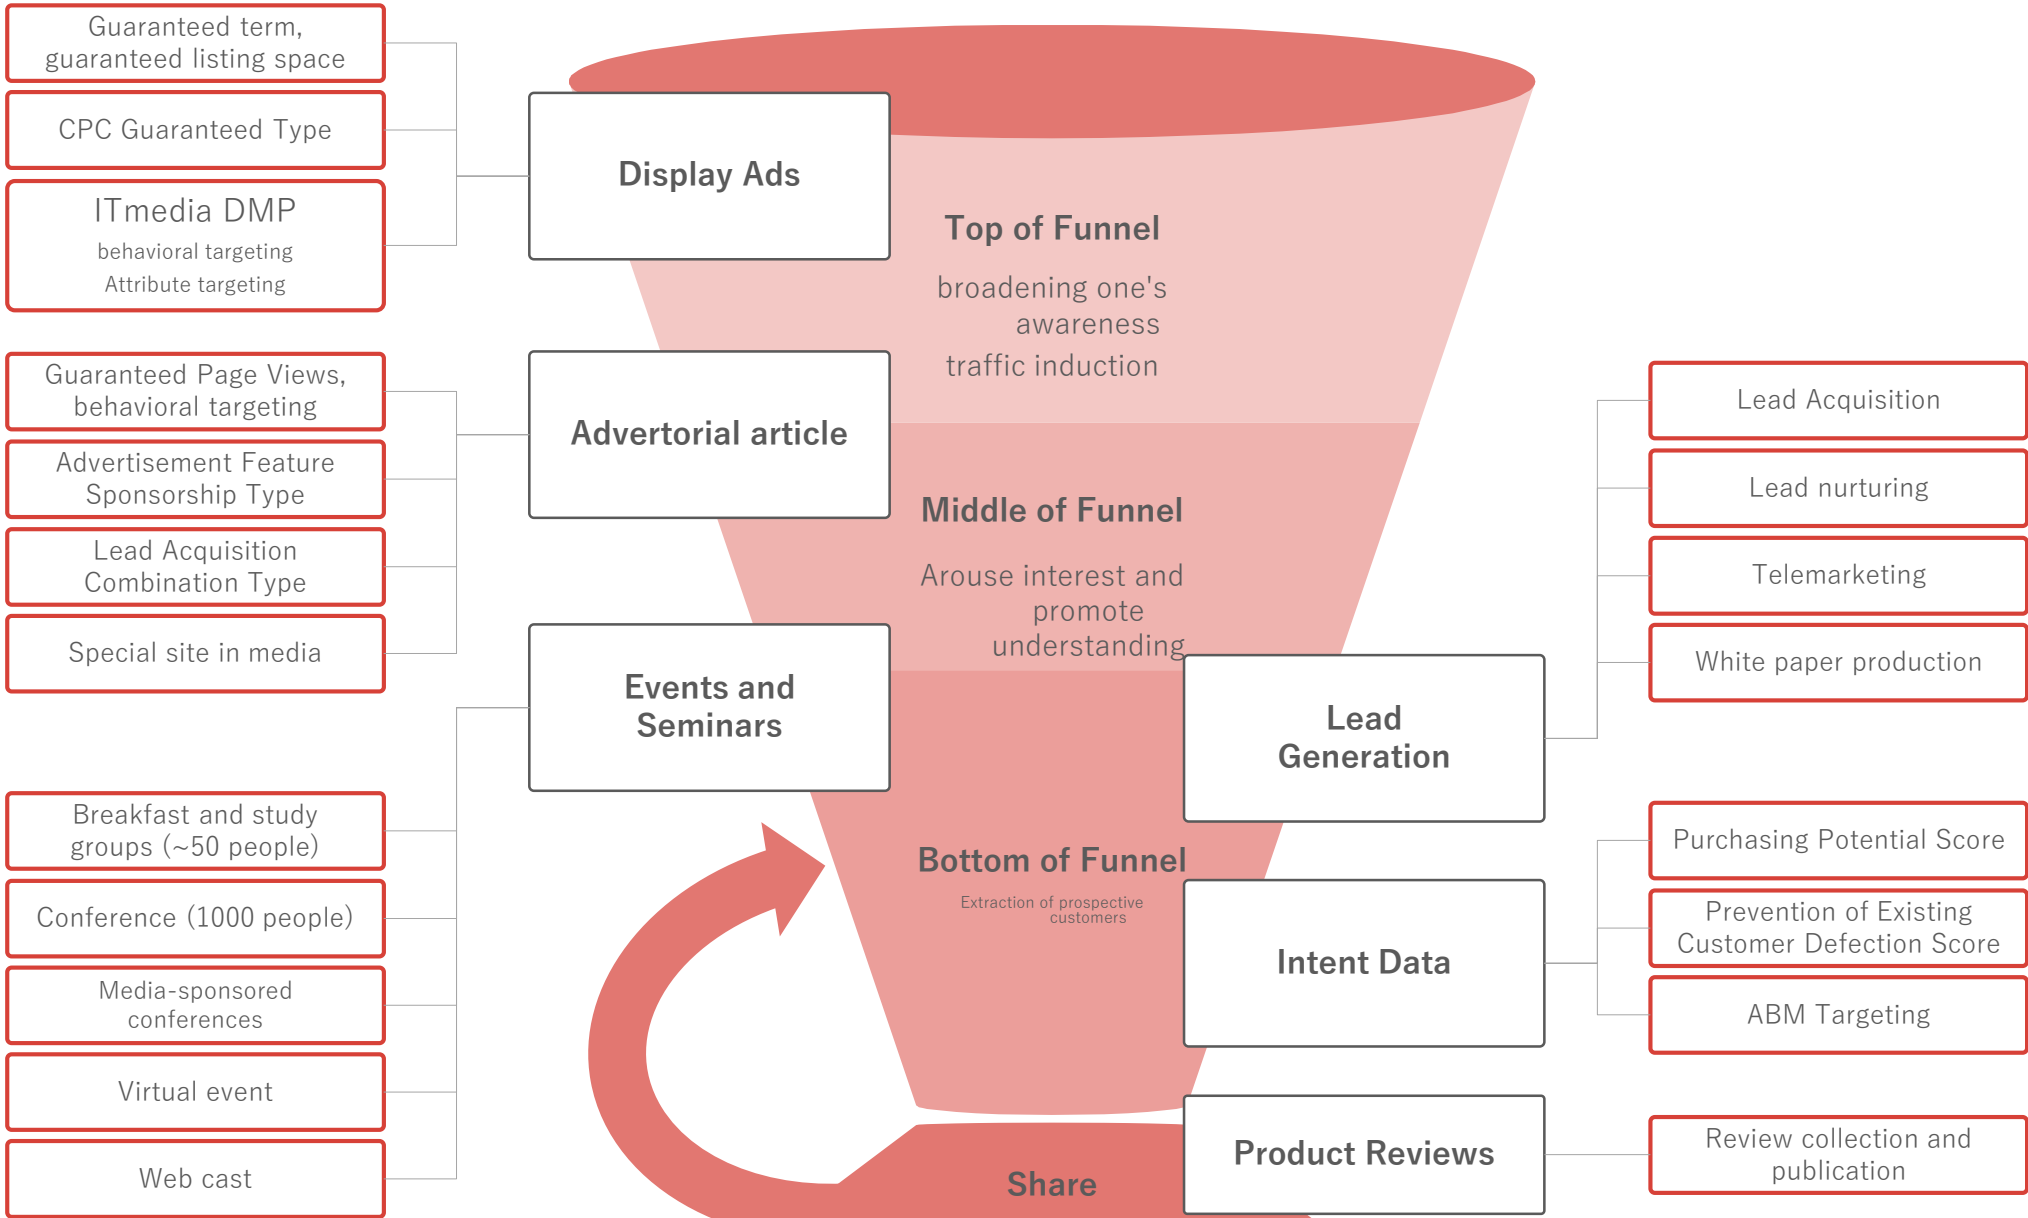 Guaranteed term,
guaranteed listing space
CPC Guaranteed Type
ITmedia DMP
behavioral targeting
Attribute targeting
Display Ads
Top of Funnel
broadening one's
awareness
traffic induction
Guaranteed Page Views,
behavioral targeting
Advertisement Feature
Sponsorship Type
Lead Acquisition
Combination Type
Special site in media
Advertorial article
Middle of Funnel
Arouse interest and
promote
understanding
Lead Acquisition
Lead nurturing
Telemarketing
White paper production
Lead
Generation
Events and
Seminars
Breakfast and study
groups (~50 people)
Conference (1000 people)
Media-sponsored
conferences
Virtual event
Web cast
Bottom of Funnel
Extraction of prospective
customers
Intent Data
Purchasing Potential Score
Prevention of Existing
Customer Defection Score
ABM Targeting
Share
Product Reviews
Review collection and
publication